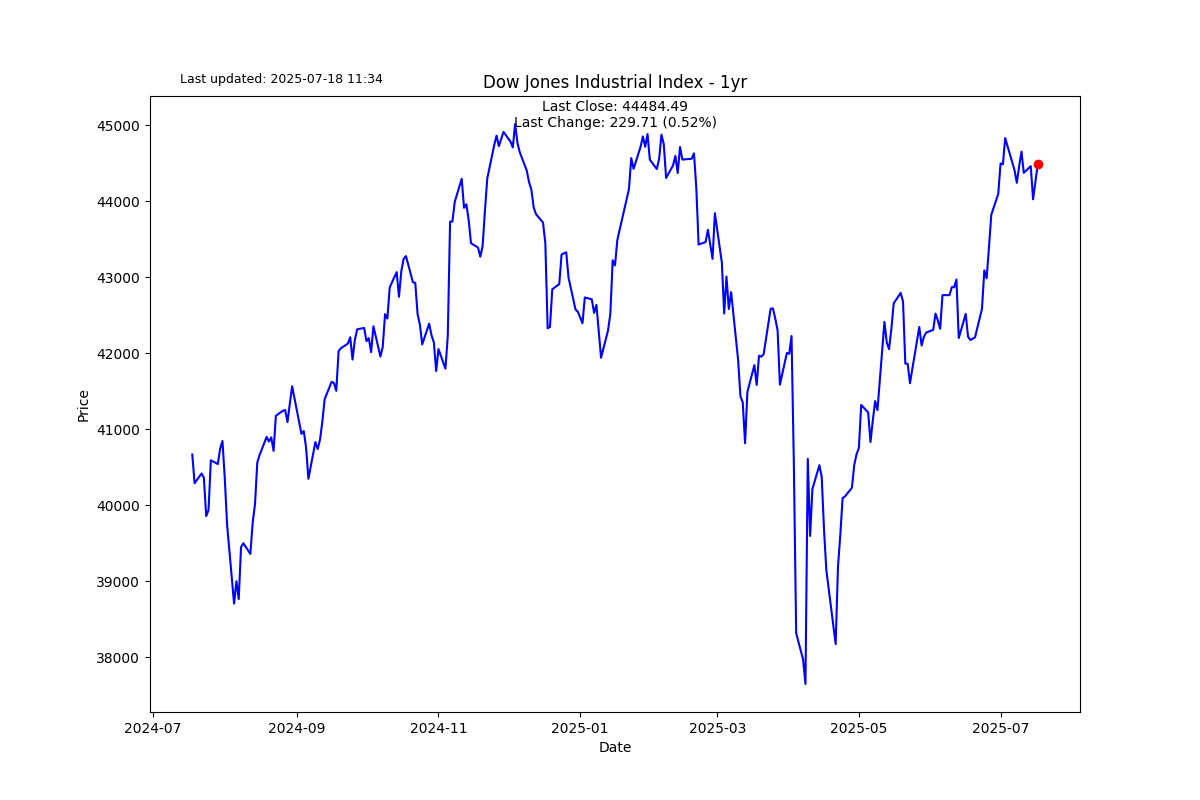 Last updated: 2025-07-18 11:34
Dow Jones Industrial Index - 1yr
Last Close: 44484.49
Last Change: 229.71 (0.52%)
45000
44000
43000
42000
41000
40000
39000
38000
Price
2024-07 2024-09 2024-11 2025-01 2025-03 2025-05 2025-07
Date